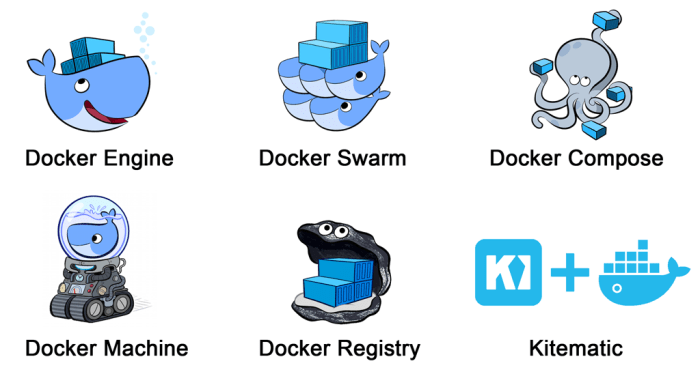 Docker Engine
Docker Swarm
Docker Compose
Docker Machine
Docker Registry
K
Kitematic